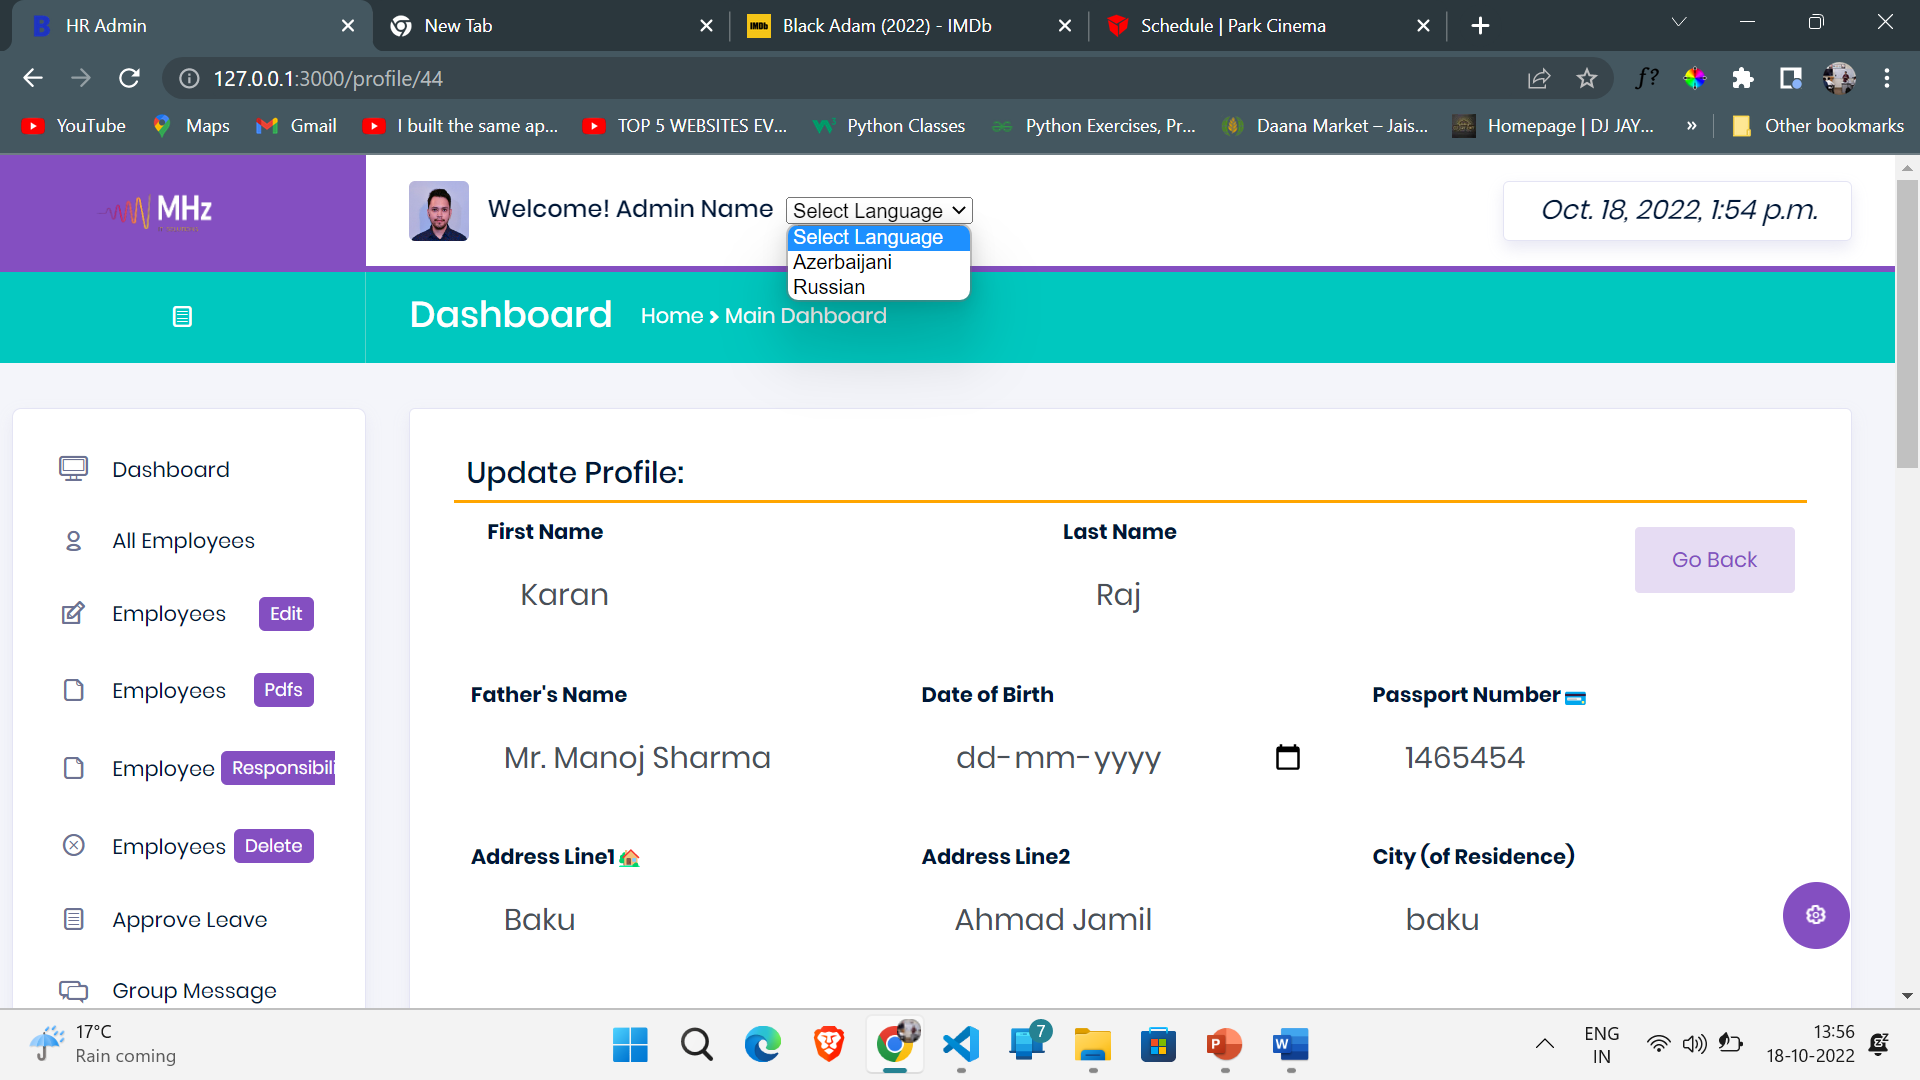 HR Admin
New Tab
Black Adam (2022) - IMDb
Schedule | Park Cinema
127.0.0.1:3000/profile/44
YouTube
Maps
Gmail
I built the same ap...
TOP 5 WEBSITES EV...
Python Classes
Python Exercises, Pr...
Daana Market – Jais...
Homepage | DJ JAY...
»
Other bookmarks
MHz
Welcome! Admin Name
Select Language
Select Language
Azerbaijani
Russian
Oct. 18, 2022, 1:54 p.m.
Dashboard
Home > Main Dahboard
Dashboard
All Employees
Employees Edit
Employees Pdfs
Employee Responsibili
Employees Delete
Approve Leave
Group Message
Update Profile:
First Name
Last Name
Go Back
Karan
Raj
Father's Name
Date of Birth
Passport Number
Mr. Manoj Sharma
dd-mm-yyyy
1465454
Address Line1
Address Line2
City (of Residence)
Baku
Ahmad Jamil
baku
17°C
Rain coming
7
ENG
IN
13:56
18-10-2022